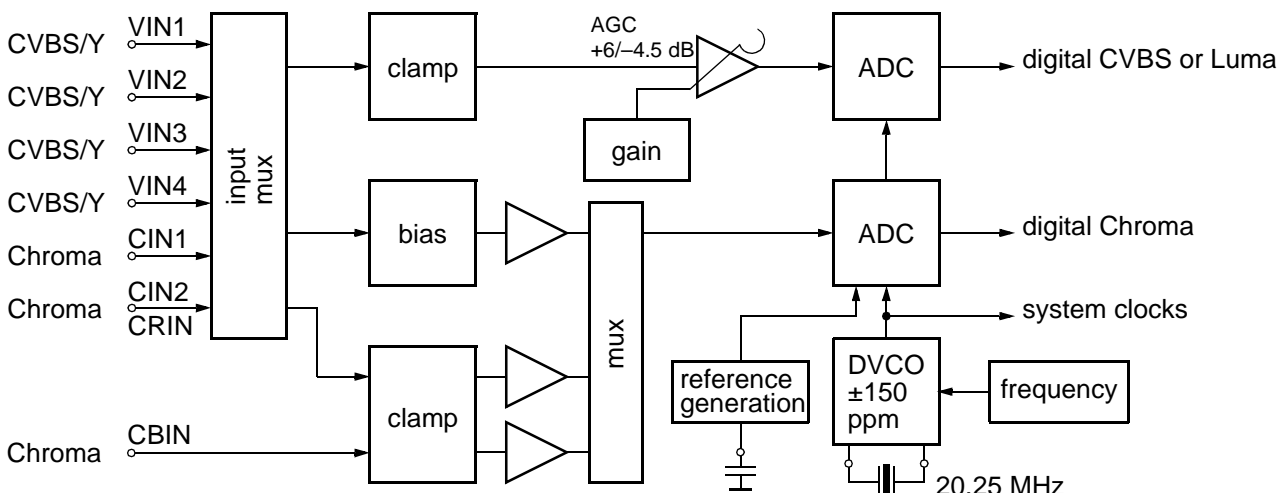 CVBS/Y VIN1
CVBS/Y VIN2
CVBS/Y VIN3
CVBS/Y VIN4
Chroma CIN1
Chroma CIN2
CRIN
Chroma CBIN
input
mux
clamp
AGC
+6/–4.5 dB
gain
ADC
digital CVBS or Luma
bias
mux
ADC
digital Chroma
system clocks
clamp
reference
generation
DVCO
±150
ppm
frequency
20.25 MHz